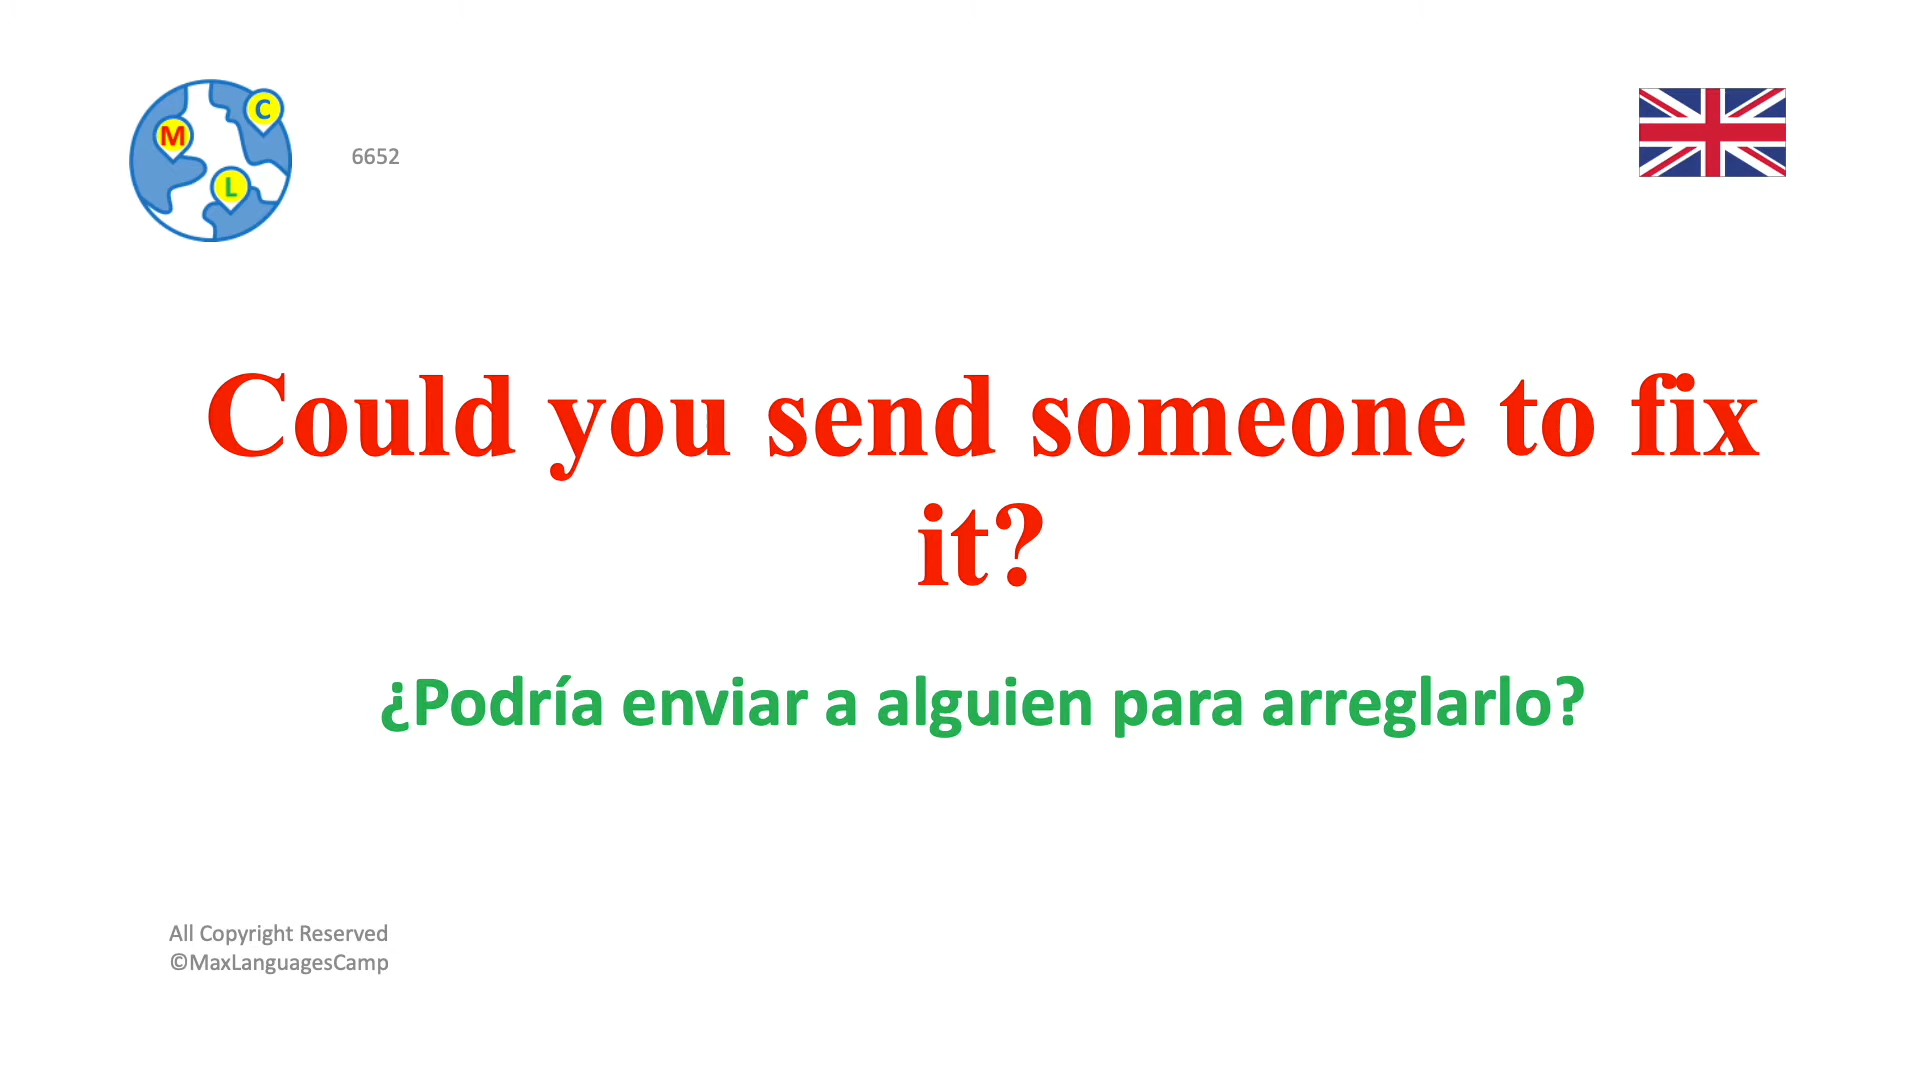 M
C
L
6652
Could you send someone to fix
it?
¿Podría enviar a alguien para arreglarlo?
All Copyright Reserved
©MaxLanguagesCamp